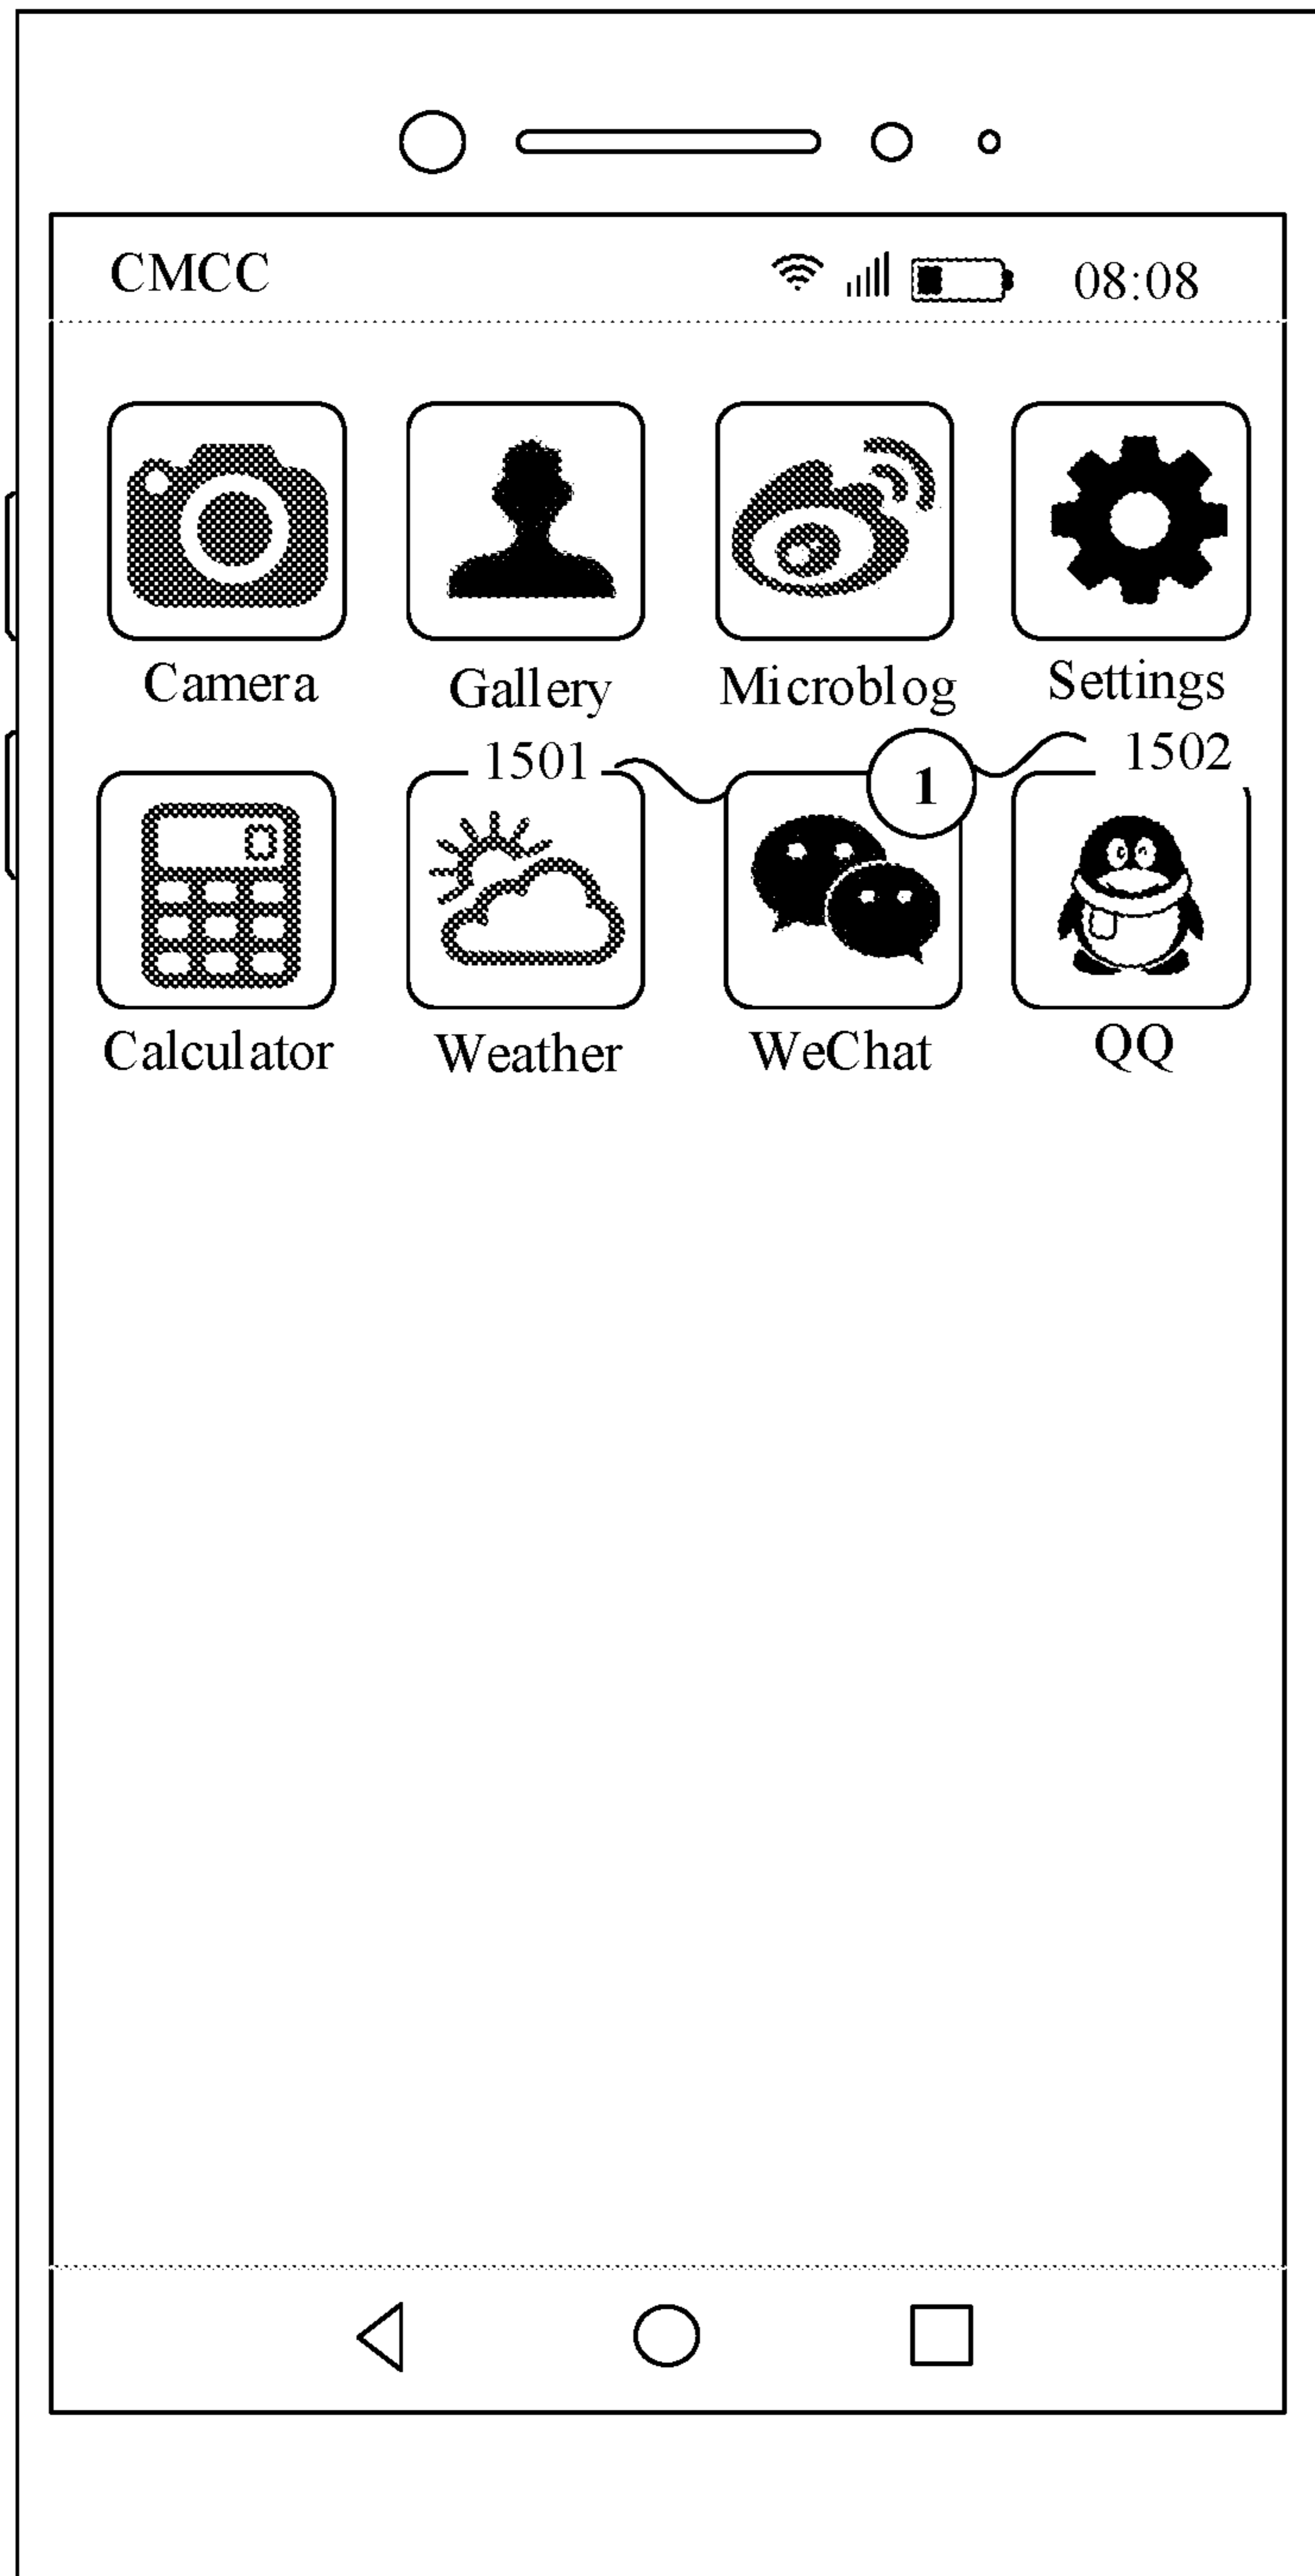 CMCC 08:08
Camera Gallery Microblog Settings
1501 1 1502
Calculator Weather WeChat QQ